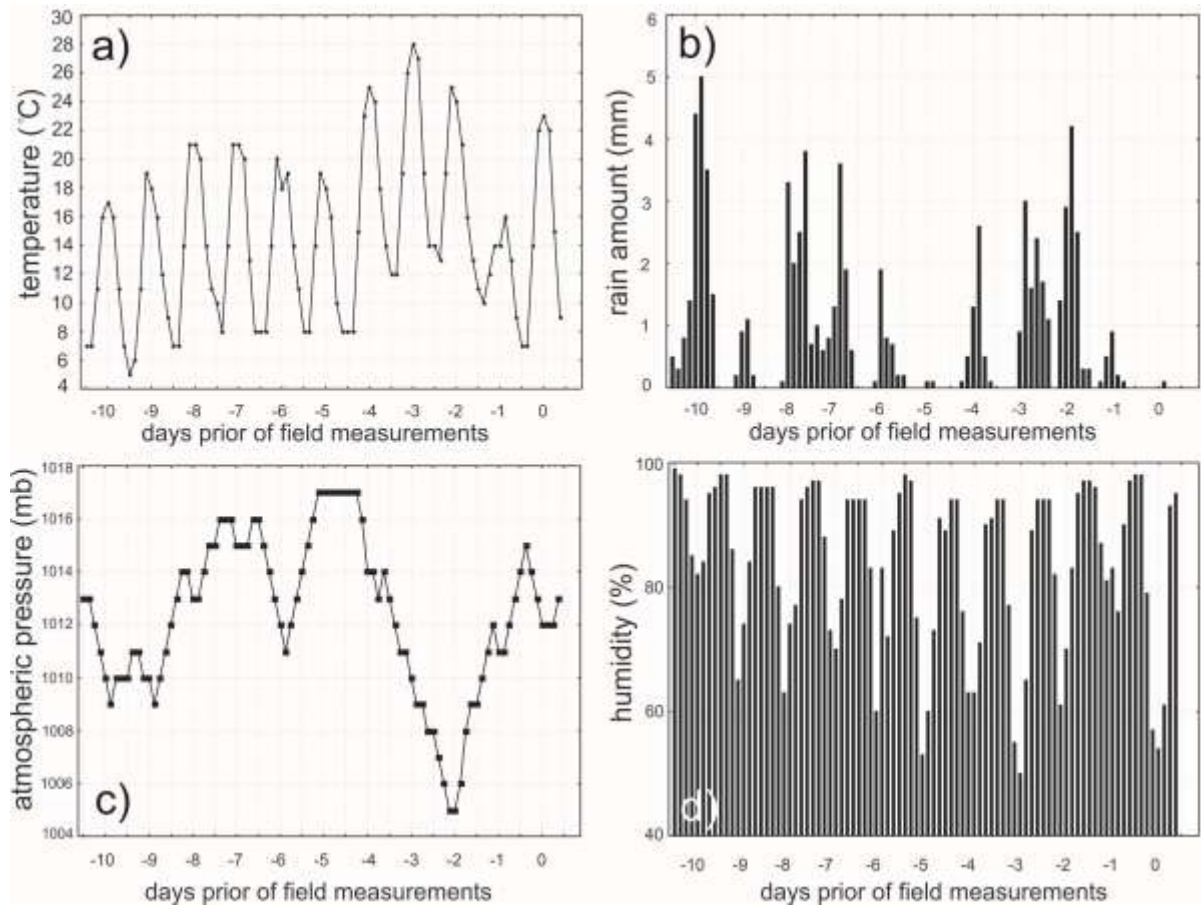 a)
temperature (°C)
30
28
26
24
22
20
18
16
14
12
10
8
6
4
-10 -9 -8 -7 -6 -5 -4 -3 -2 -1 0
days prior of field measurements
b)
rain amount (mm)
6
5
4
3
2
1
0
-10 -9 -8 -7 -6 -5 -4 -3 -2 -1 0
days prior of field measurements
c)
atmospheric pressure (mb)
1018
1016
1014
1012
1010
1008
1006
1004
-10 -9 -8 -7 -6 -5 -4 -3 -2 -1 0
days prior of field measurements
d)
humidity (%)
100
80
60
40
-10 -9 -8 -7 -6 -5 -4 -3 -2 -1 0
days prior of field measurements